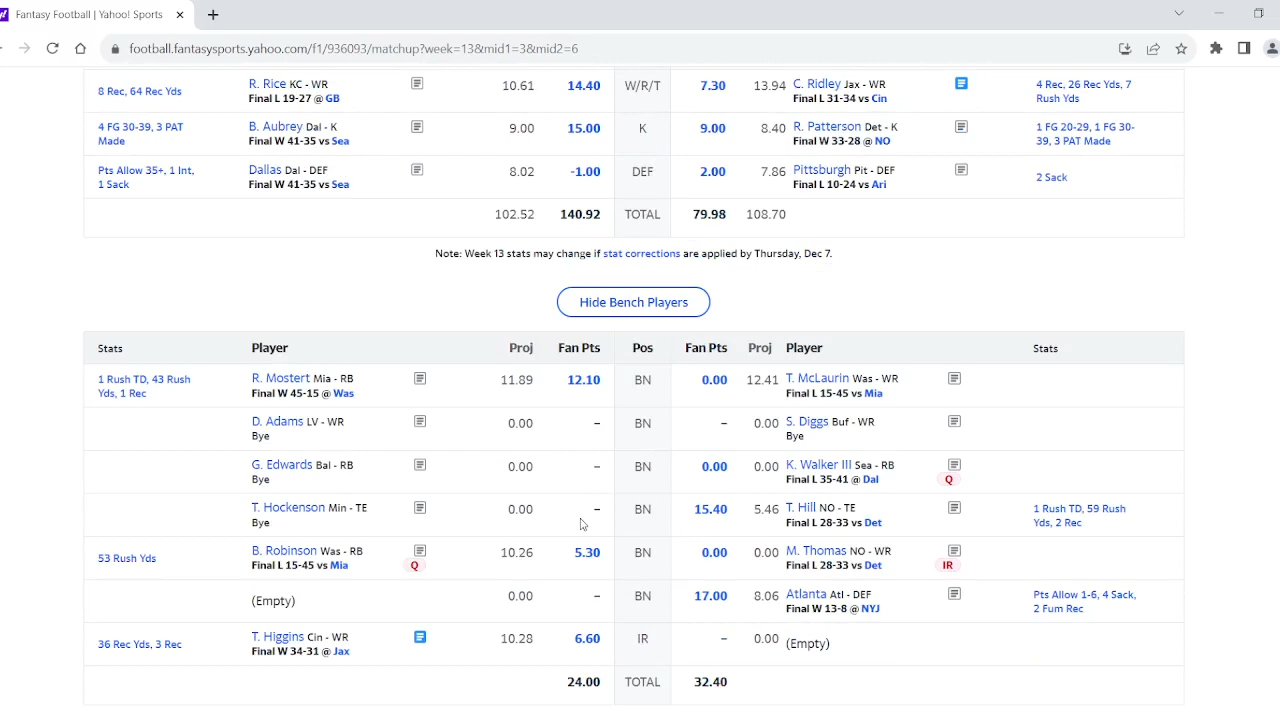 Fantasy Football | Yahoo! Sports
football.fantasysports.yahoo.com/f1/936093/matchup?week=13&mid1=3&mid2=6
8 Rec, 64 Rec Yds R. Rice KC - WR 10.61 14.40 W/R/T 7.30 13.94 C. Ridley Jax - WR 4 Rec, 26 Rec Yds, 7
Final L 19-27 @ GB Final L 31-34 vs Cin Rush Yds
4 FG 30-39, 3 PAT B. Aubrey Dal - K 15.00 9.00 K 9.00 8.40 R. Patterson Det - K 1 FG 20-29, 1 FG 30-
Made Final W 41-35 vs Sea Final W 33-28 @ NO 39, 3 PAT Made
Pts Allow 35+, 1 Int, Dallas Dal - DEF 8.02 -1.00 DEF 2.00 7.86 Pittsburgh Pit - DEF 2 Sack
1 Sack Final W 41-35 vs Sea Final L 10-24 vs Ari
102.52 140.92 TOTAL 79.98 108.70
Note: Week 13 stats may change if stat corrections are applied by Thursday, Dec 7.
Hide Bench Players
Stats Player Proj Fan Pts Pos Fan Pts Proj Player Stats
1 Rush TD, 43 Rush R. Mostert Mia - RB 11.89 12.10 BN 0.00 12.41 T. McLaurin Was - WR
Yds, 1 Rec Final W 45-15 @ Was Final L 15-45 vs Mia
D. Adams LV - WR 0.00 – BN – 0.00 S. Diggs Buf - WR
Bye Bye
G. Edwards Bal - RB 0.00 – BN 0.00 0.00 K. Walker III Sea - RB
Bye Final L 35-41 @ Dal Q
T. Hockenson Min - TE 0.00 – BN 15.40 5.46 T. Hill NO - TE 1 Rush TD, 59 Rush
Bye Final L 28-33 vs Det Yds, 2 Rec
53 Rush Yds B. Robinson Was - RB 10.26 5.30 BN 0.00 0.00 M. Thomas NO - WR
Final L 15-45 vs Mia Q Final L 28-33 vs Det IR
(Empty) 0.00 – BN 17.00 8.06 Atlanta Atl - DEF Pts Allow 1-6, 4 Sack,
Final W 13-8 @ NYJ 2 Fum Rec
36 Rec Yds, 3 Rec T. Higgins Cin - WR 10.28 6.60 IR – 0.00 (Empty)
Final W 34-31 @ Jax
24.00 TOTAL 32.40